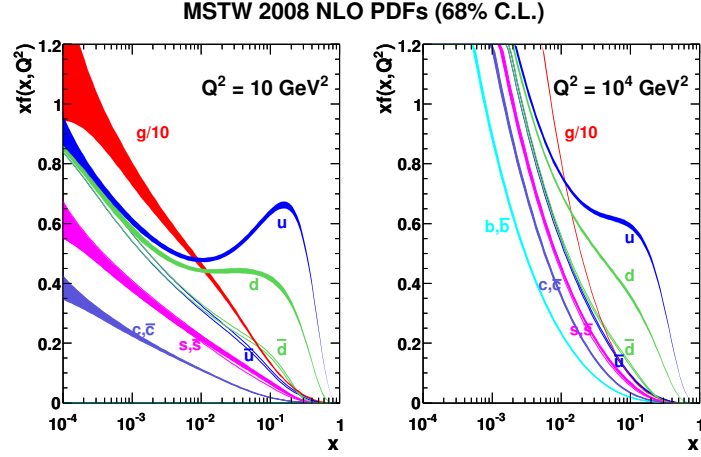 MSTW 2008 NLO PDFs (68% C.L.)
xf(x,Q²)
Q² = 10 GeV²
g/10
u
d
c,c̄
s,s̄
ū
d̄
1.2
1
0.8
0.6
0.4
0.2
0
10⁻⁴
10⁻³
10⁻²
10⁻¹
1
x
xf(x,Q²)
Q² = 10⁴ GeV²
g/10
b,b̄
u
d
c,c̄
s,s̄
d̄
ū
1.2
1
0.8
0.6
0.4
0.2
0
10⁻⁴
10⁻³
10⁻²
10⁻¹
1
x